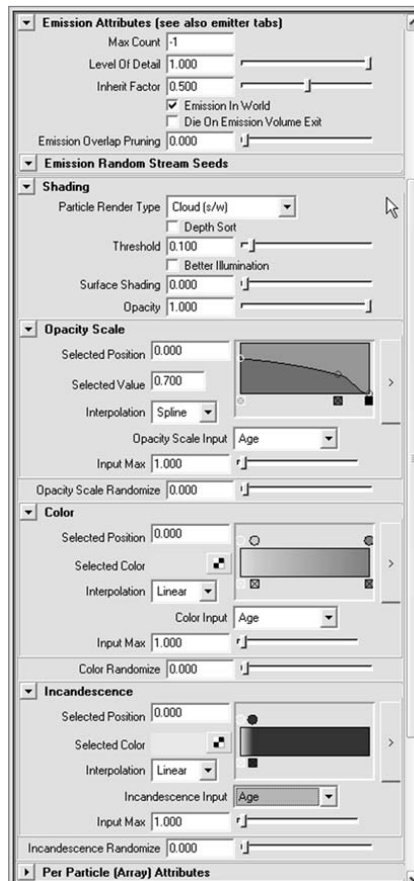 Emission Attributes (see also emitter tabs)
Max Count -1
Level Of Detail 1.000
Inherit Factor 0.500
Emission In World
Die On Emission Volume Exit
Emission Overlap Pruning 0.000
Emission Random Stream Seeds
Shading
Particle Render Type Cloud (s/w)
Depth Sort
Threshold 0.100
Better Illumination
Surface Shading 0.000
Opacity 1.000
Opacity Scale
Selected Position 0.000
Selected Value 0.700
Interpolation Spline
Opacity Scale Input Age
Input Max 1.000
Opacity Scale Randomize 0.000
Color
Selected Position 0.000
Selected Color
Interpolation Linear
Color Input Age
Input Max 1.000
Color Randomize 0.000
Incandescence
Selected Position 0.000
Selected Color
Interpolation Linear
Incandescence Input Age
Input Max 1.000
Incandescence Randomize 0.000
Per Particle (Array) Attributes